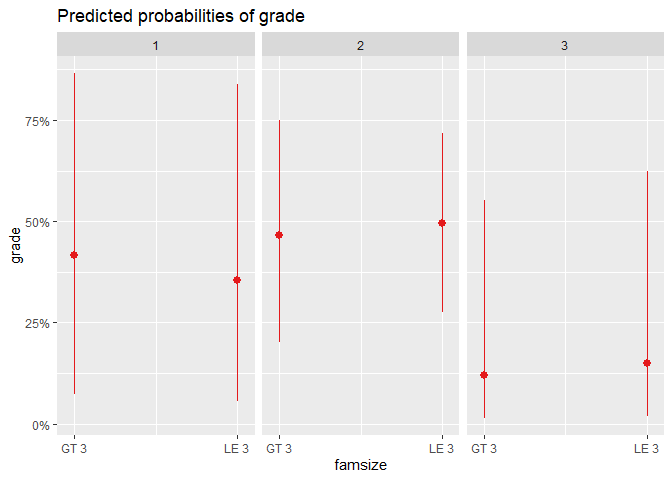 Predicted probabilities of grade
1 2 3
75%
50%
25%
0%
grade
GT 3 LE 3 GT 3 LE 3 GT 3 LE 3
famsize